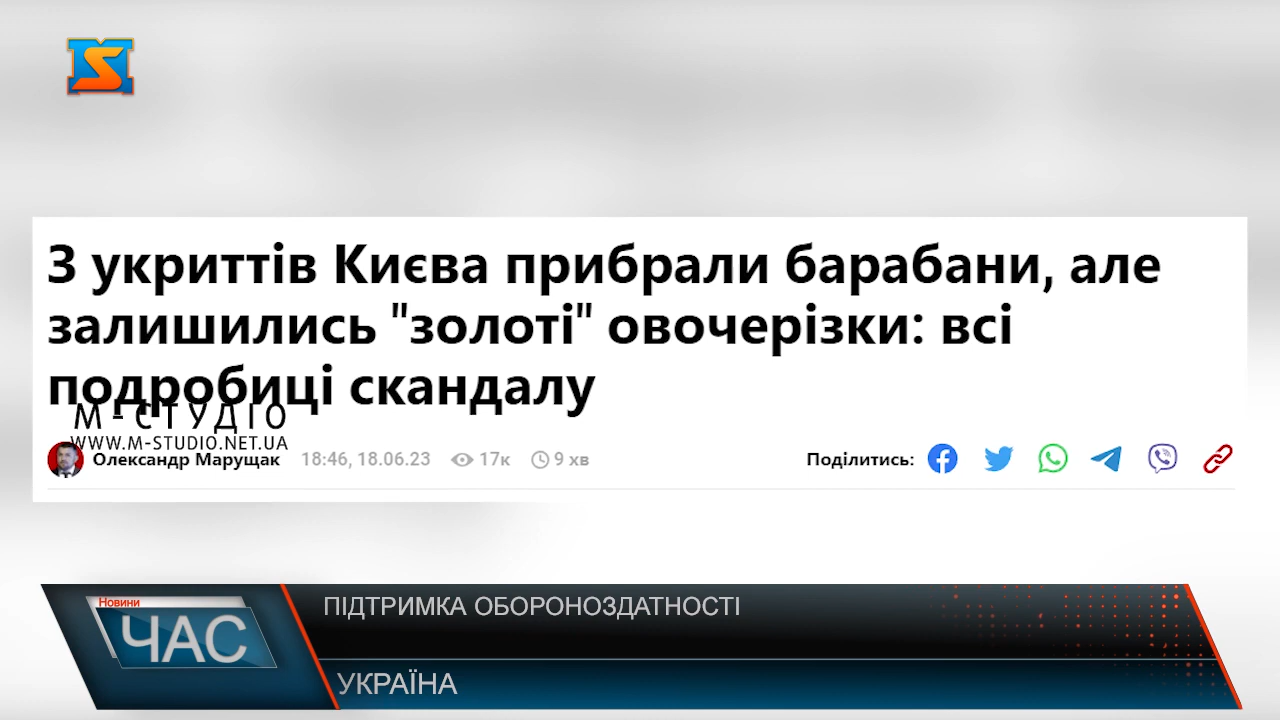 З укриттів Києва прибрали барабани, але
залишились "золоті" овочерізки: всі
подробиці скандалу
М-СТУДІО
WWW.M-STUDIO.NET.UA
Олександр Марущак 18:46, 18.06.23 17к 9 хв Поділитись:
Новини
ЧАС
ПІДТРИМКА ОБОРОНОЗДАТНОСТІ
УКРАЇНА